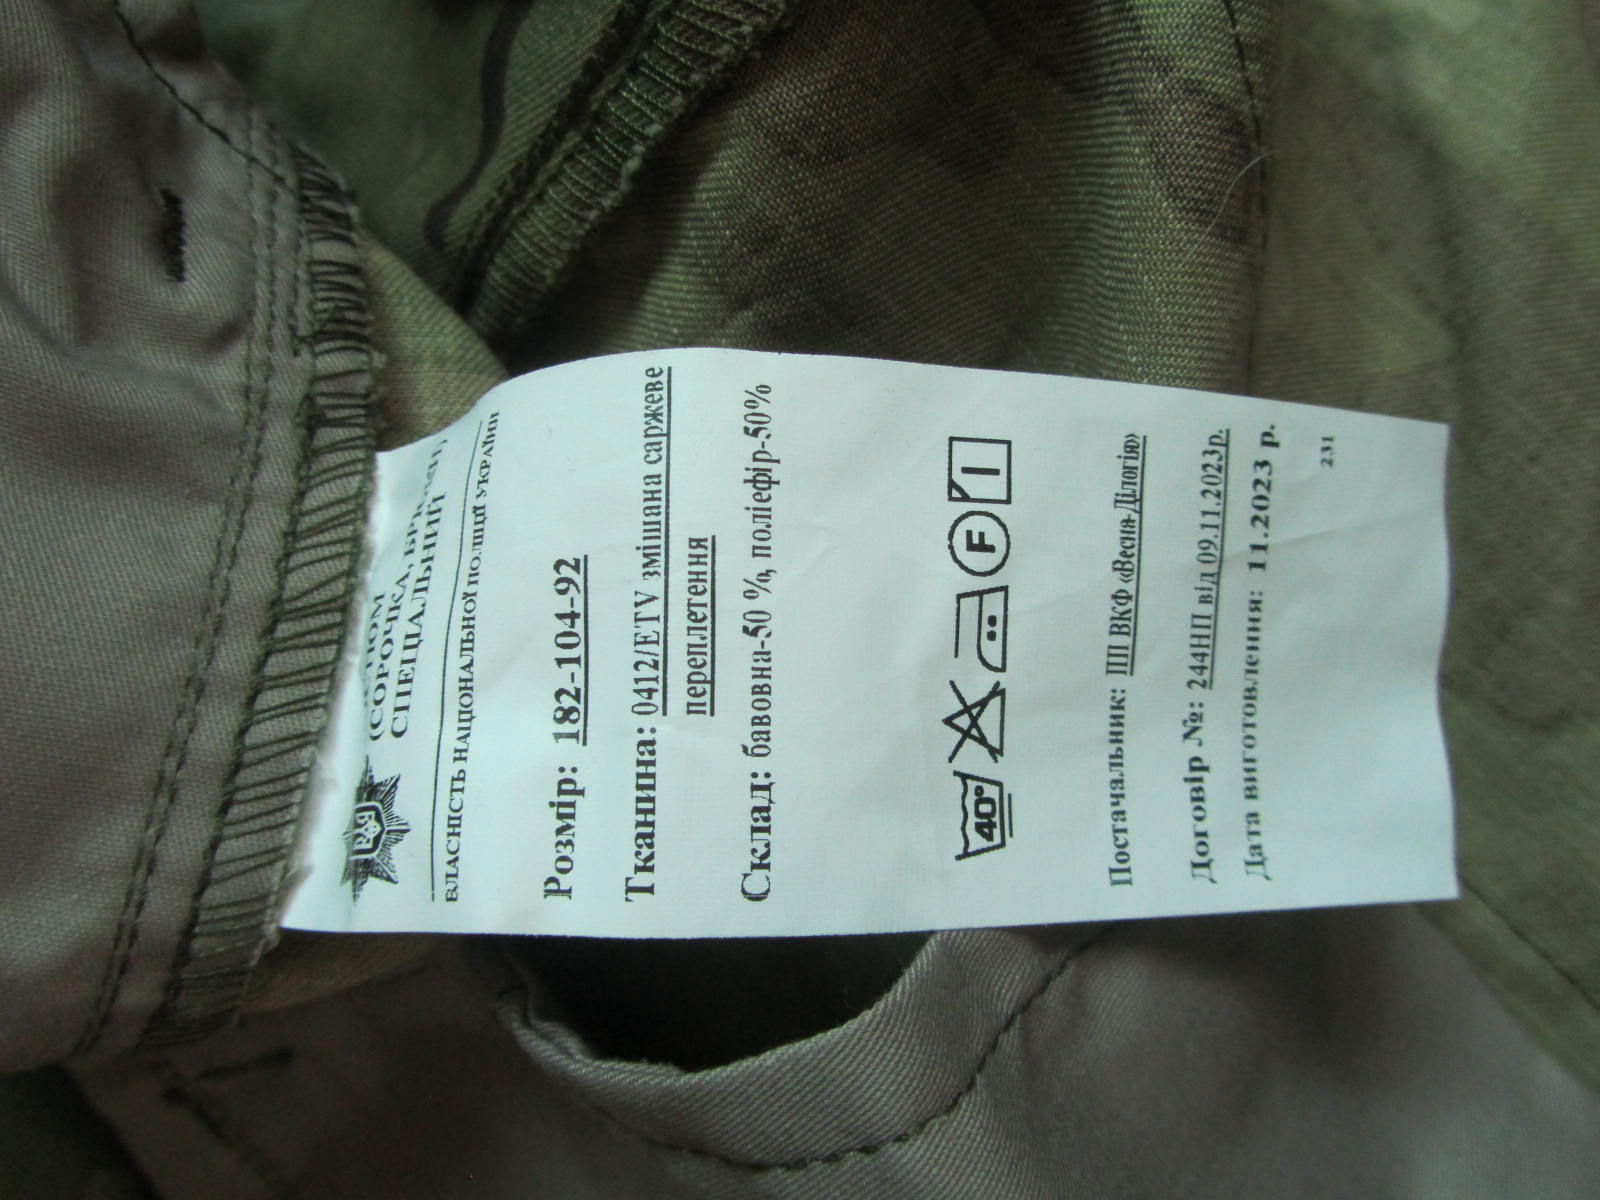 (СОРОЧКА, БРЮКИ)
СПЕЦІАЛЬНИЙ
ВЛАСНІСТЬ НАЦІОНАЛЬНОЇ ПОЛІЦІЇ УКРАЇНИ
Розмір: 182-104-92
Тканина: 0412/ETV змішана саржеве
переплетення
Склад: бавовна-50 %, поліефір-50%
40° F
Постачальник: ПП ВКФ «Весна-Ділогія»
Договір №: 244НП від 09.11.2023р.
Дата виготовлення: 11.2023 р.
231